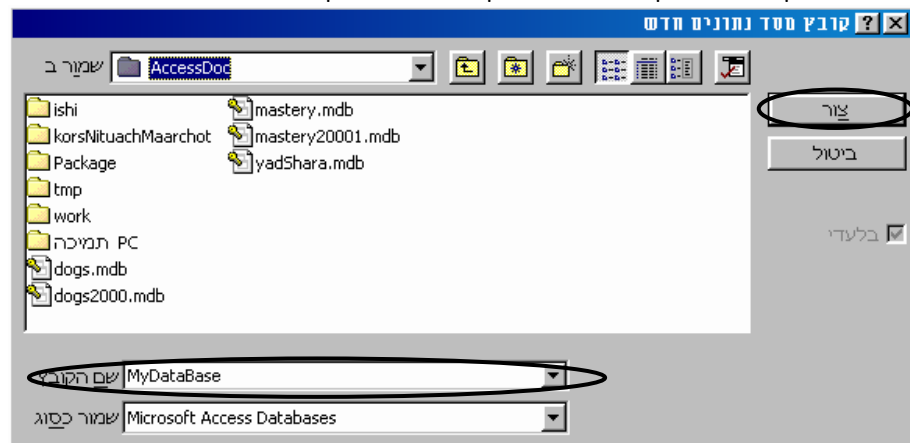 קובץ מסד נתונים חדש
שמור ב AccessDoc
ishi
korsNituachMaarchot
Package
tmp
work
תמיכה PC
dogs.mdb
dogs2000.mdb
mastery.mdb
mastery20001.mdb
yadShara.mdb
צור
ביטול
בלעדי
שם הקובץ MyDataBase
שמור כסוג Microsoft Access Databases